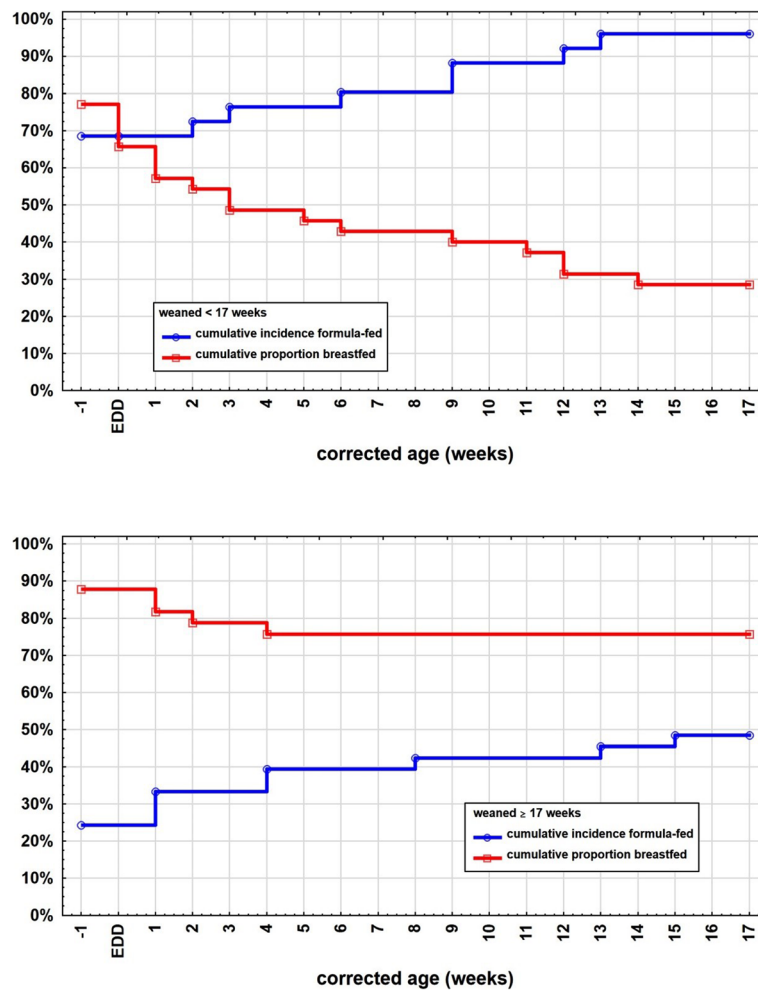 100%
90%
80%
70%
60%
50%
40%
30%
20%
10%
0%
weaned < 17 weeks
cumulative incidence formula-fed
cumulative proportion breastfed
-1 EDD 1 2 3 4 5 6 7 8 9 10 11 12 13 14 15 16 17
corrected age (weeks)
100%
90%
80%
70%
60%
50%
40%
30%
20%
10%
0%
weaned ≥ 17 weeks
cumulative incidence formula-fed
cumulative proportion breastfed
-1 EDD 1 2 3 4 5 6 7 8 9 10 11 12 13 14 15 16 17
corrected age (weeks)